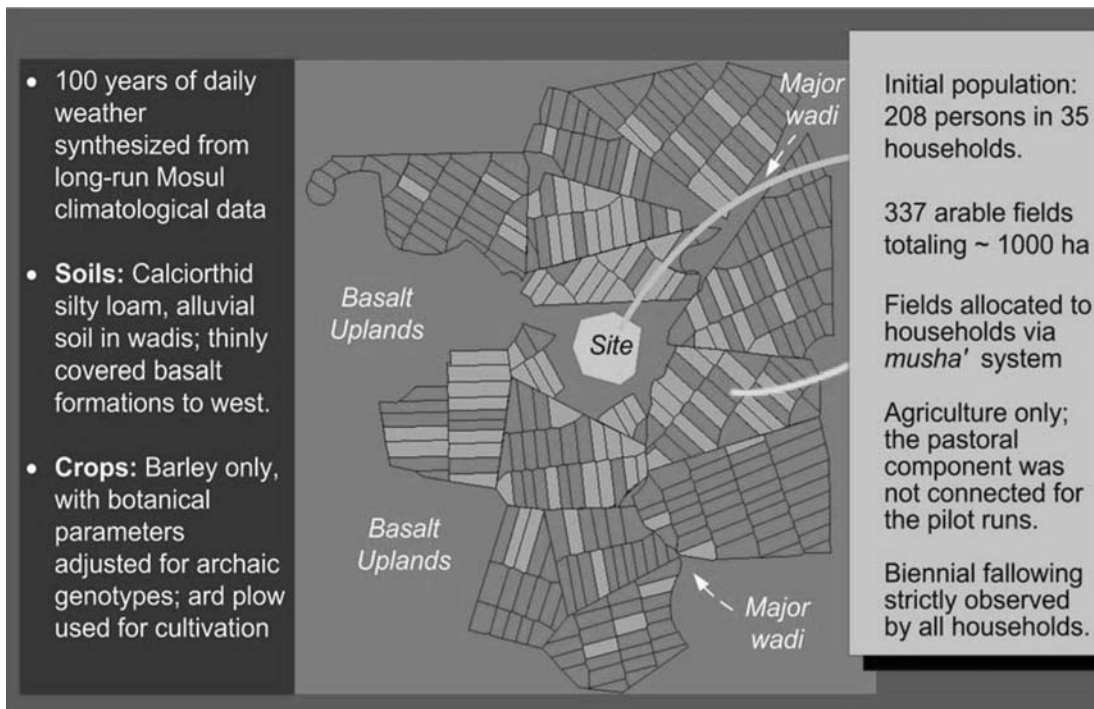 • 100 years of daily
weather
synthesized from
long-run Mosul
climatological data
• Soils: Calciorthid
silty loam, alluvial
soil in wadis; thinly
covered basalt
formations to west.
• Crops: Barley only,
with botanical
parameters
adjusted for archaic
genotypes; ard plow
used for cultivation
Major
wadi
Basalt
Uplands
Site
Basalt
Uplands
Major
wadi
Initial population:
208 persons in 35
households.
337 arable fields
totaling ~ 1000 ha
Fields allocated to
households via
musha' system
Agriculture only;
the pastoral
component was
not connected for
the pilot runs.
Biennial fallowing
strictly observed
by all households.